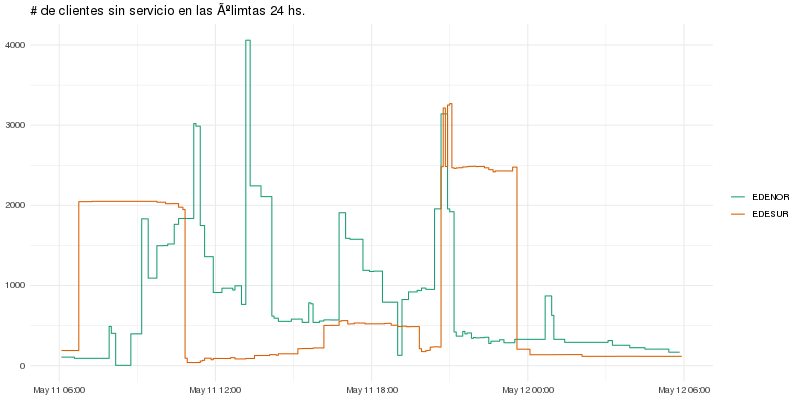 # de clientes sin servicio en las Ãºlimtas 24 hs.
4000
3000
2000
1000
0
May 11 06:00
May 11 12:00
May 11 18:00
May 12 00:00
May 12 06:00
EDENOR
EDESUR